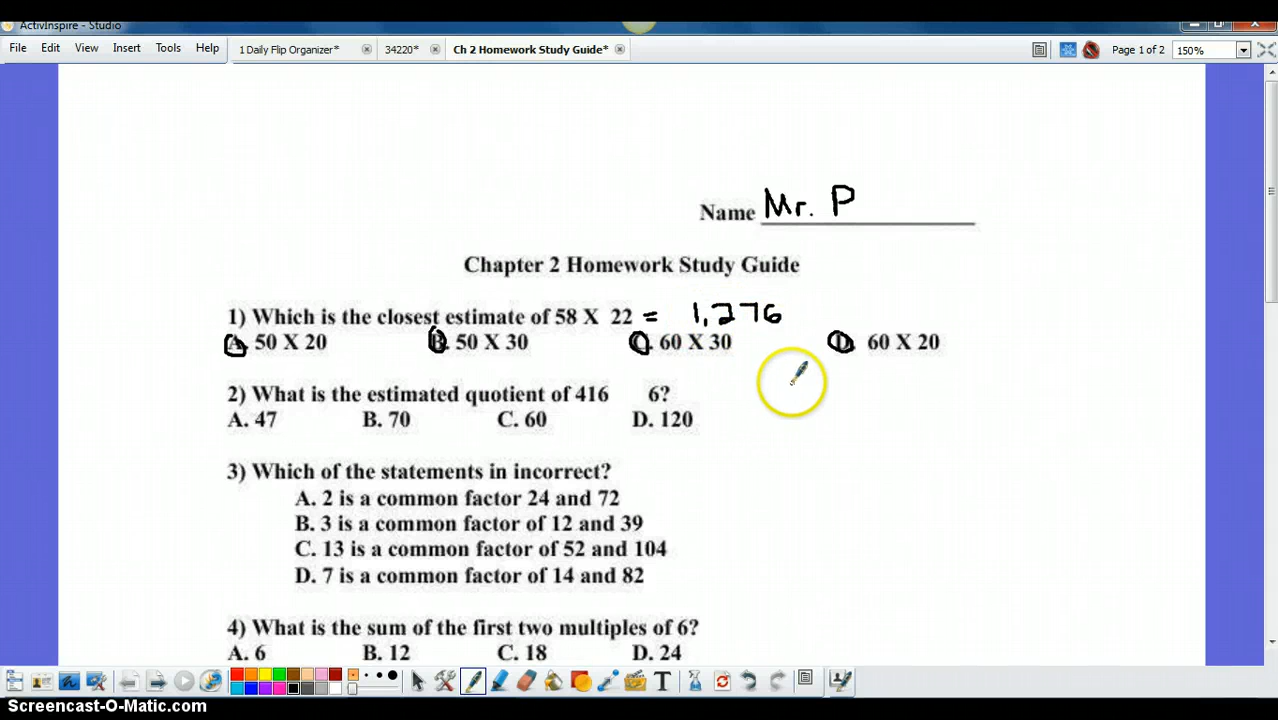 ActivInspire - Studio
File Edit View Insert Tools Help 1 Daily Flip Organizer* 34220* Ch 2 Homework Study Guide* Page 1 of 2 150%
Name Mr. P
Chapter 2 Homework Study Guide
1) Which is the closest estimate of 58 X 22 = 1,276
A. 50 X 20 B. 50 X 30 C. 60 X 30 D. 60 X 20
2) What is the estimated quotient of 416 6?
A. 47 B. 70 C. 60 D. 120
3) Which of the statements in incorrect?
A. 2 is a common factor 24 and 72
B. 3 is a common factor of 12 and 39
C. 13 is a common factor of 52 and 104
D. 7 is a common factor of 14 and 82
4) What is the sum of the first two multiples of 6?
A. 6 B. 12 C. 18 D. 24
T
Screencast-O-Matic.com